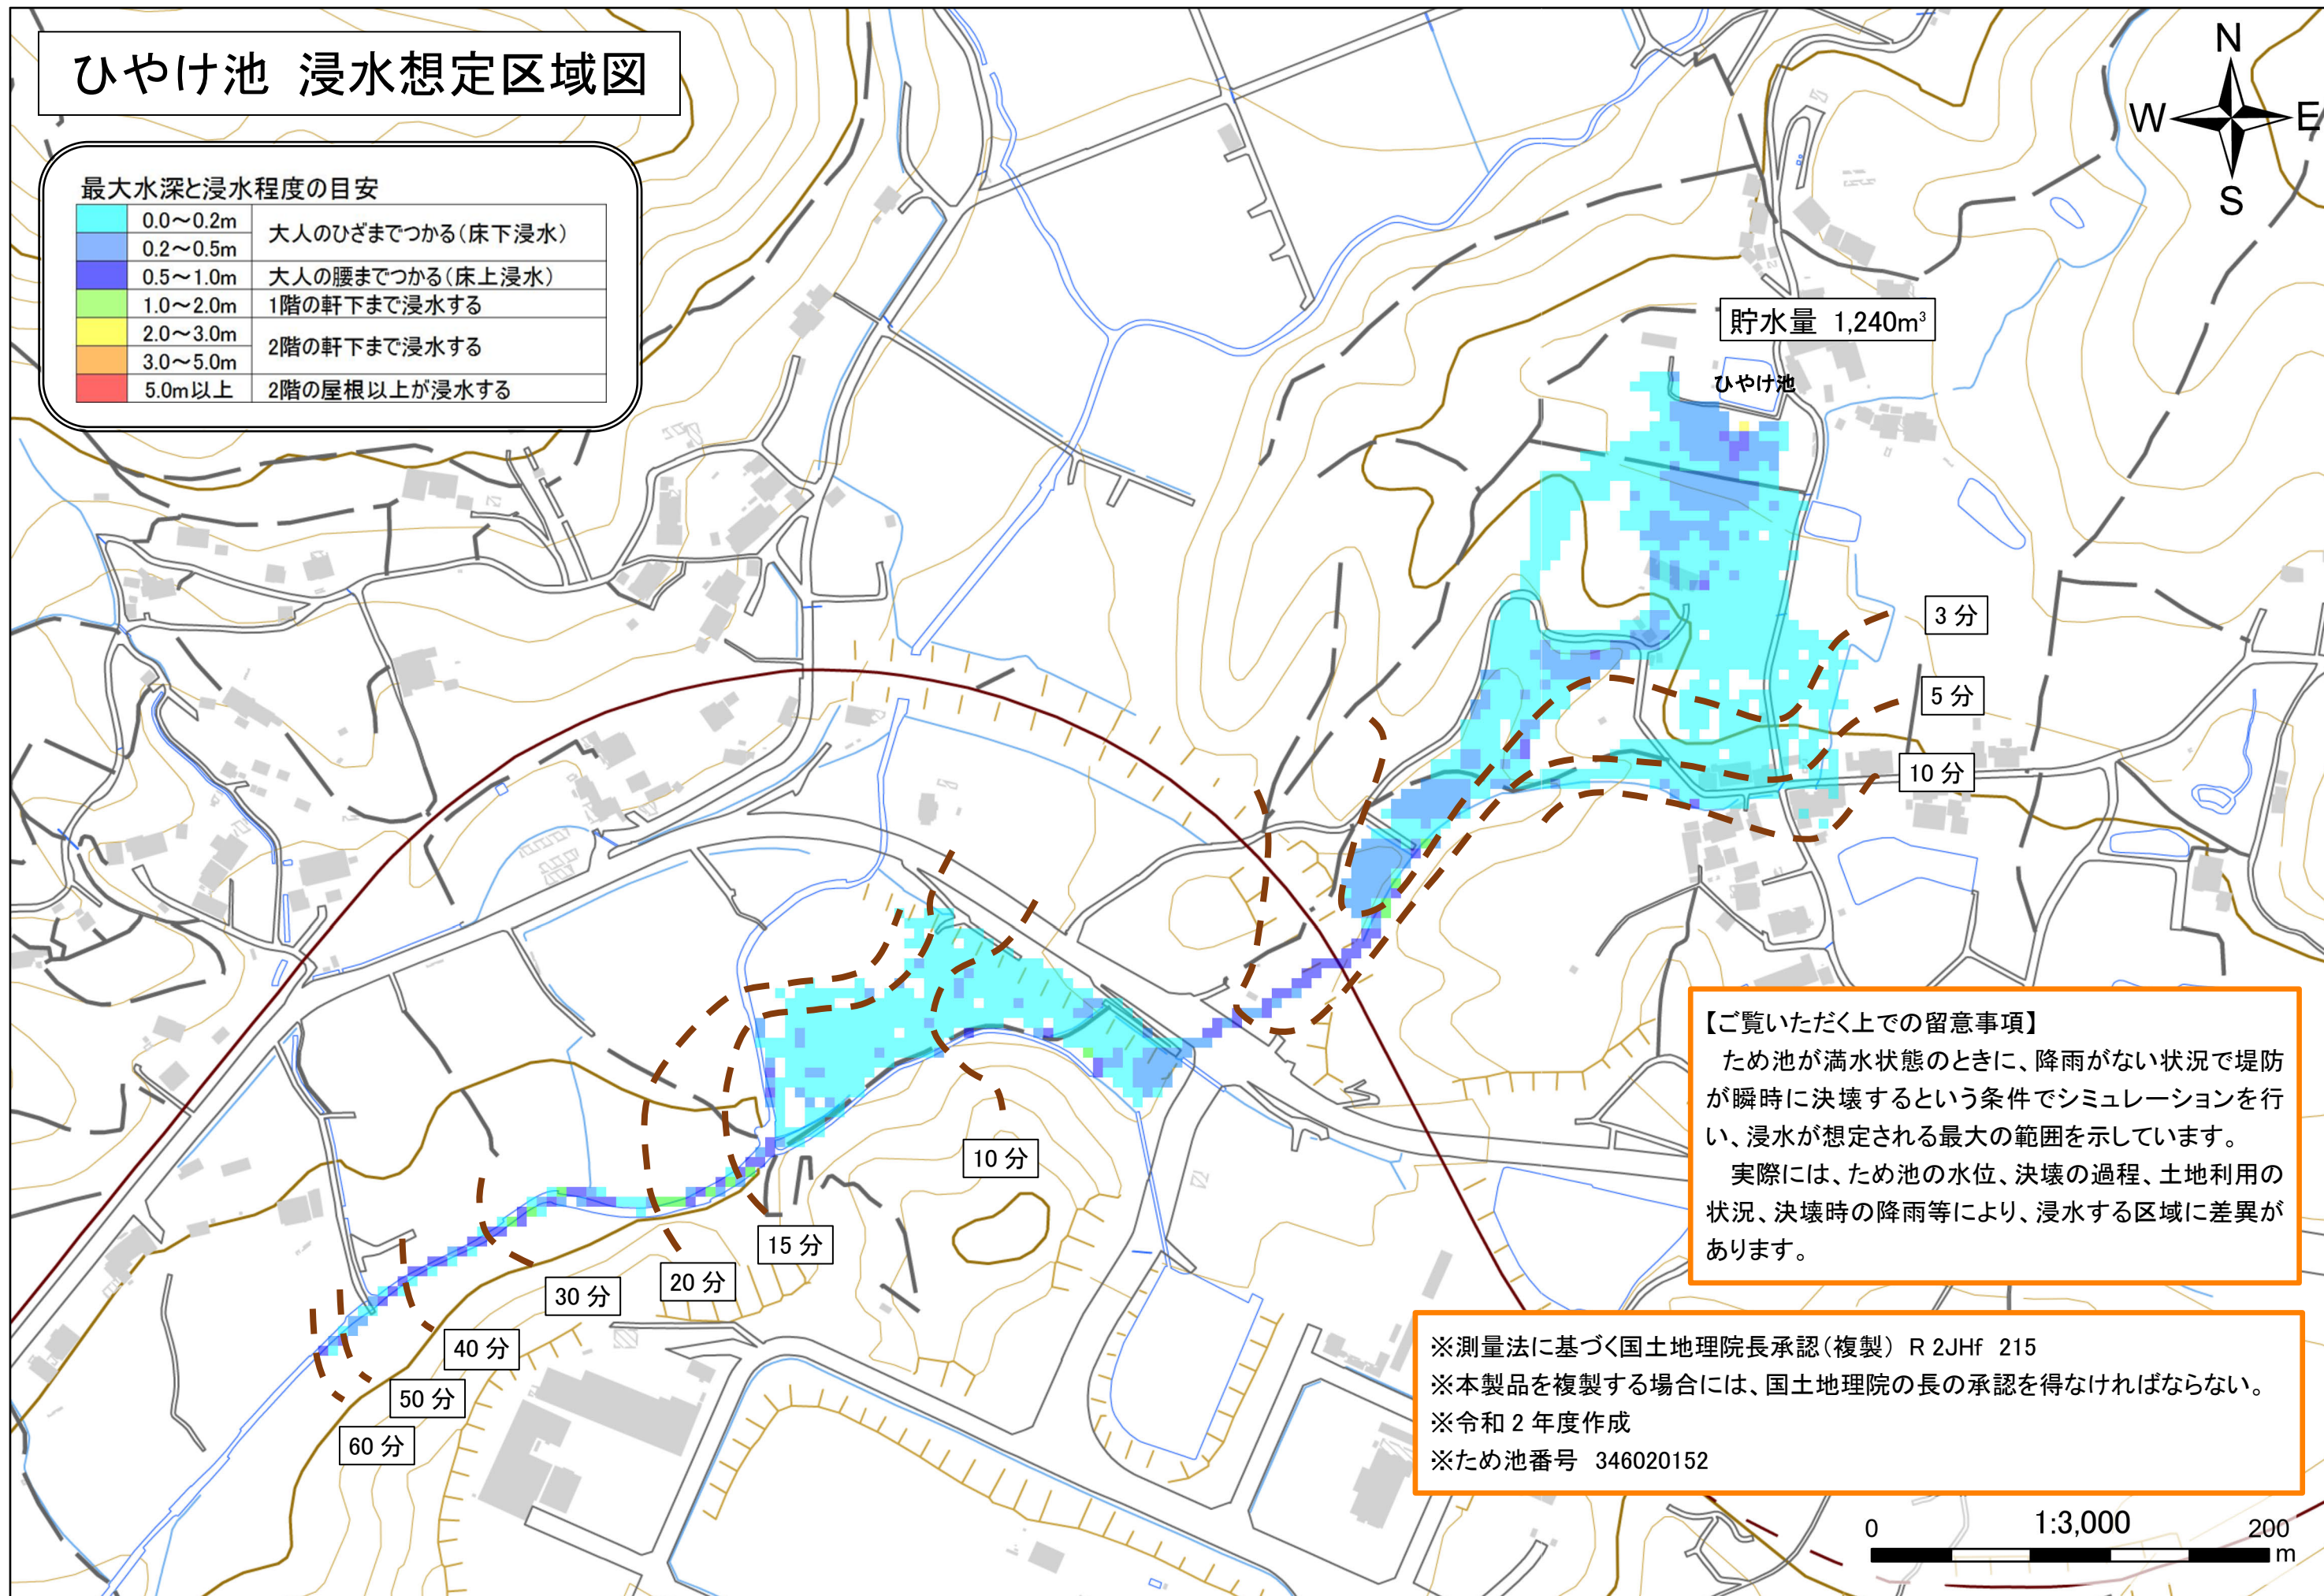 ひやけ池 浸水想定区域図
N
W
E
S
最大水深と浸水程度の目安
0.0～0.2m
大人のひざまでつかる（床下浸水）
0.2～0.5m
0.5～1.0m 大人の腰までつかる（床上浸水）
1.0～2.0m 1階の軒下まで浸水する
2.0～3.0m
2階の軒下まで浸水する
3.0～5.0m
5.0m以上 2階の屋根以上が浸水する
貯水量 1,240m³
ひやけ池
3 分
5 分
10 分
10 分
15 分
20 分
30 分
40 分
50 分
60 分
【ご覧いただく上での留意事項】
ため池が満水状態のときに、降雨がない状況で堤防
が瞬時に決壊するという条件でシミュレーションを行
い、浸水が想定される最大の範囲を示しています。
実際には、ため池の水位、決壊の過程、土地利用の
状況、決壊時の降雨等により、浸水する区域に差異が
あります。
※測量法に基づく国土地理院長承認（複製） R 2JHf 215
※本製品を複製する場合には、国土地理院の長の承認を得なければならない。
※令和 2 年度作成
※ため池番号 346020152
0 1:3,000 200
m